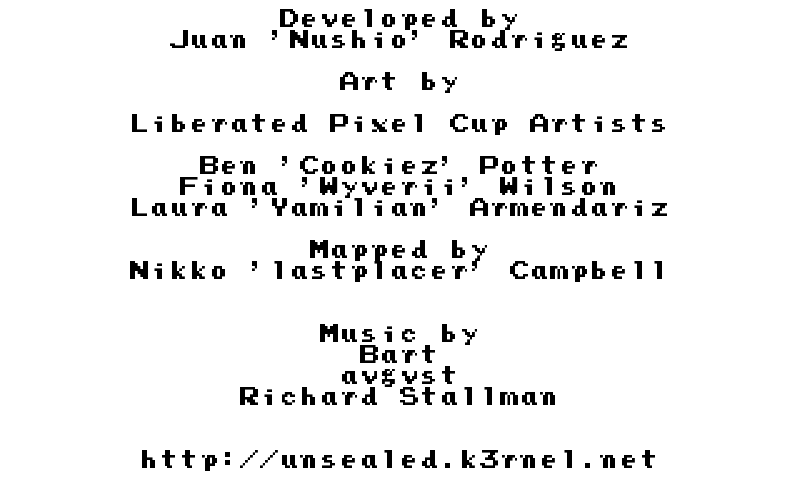 Developed by
Juan 'Nushio' Rodriguez
Art by
Liberated Pixel Cup Artists
Ben 'Cookiez' Potter
Fiona 'Wyverii' Wilson
Laura 'Yamilian' Armendariz
Mapped by
Nikko 'lastplacer' Campbell
Music by
Bart
avgvst
Richard Stallman
http://unsealed.k3rnel.net